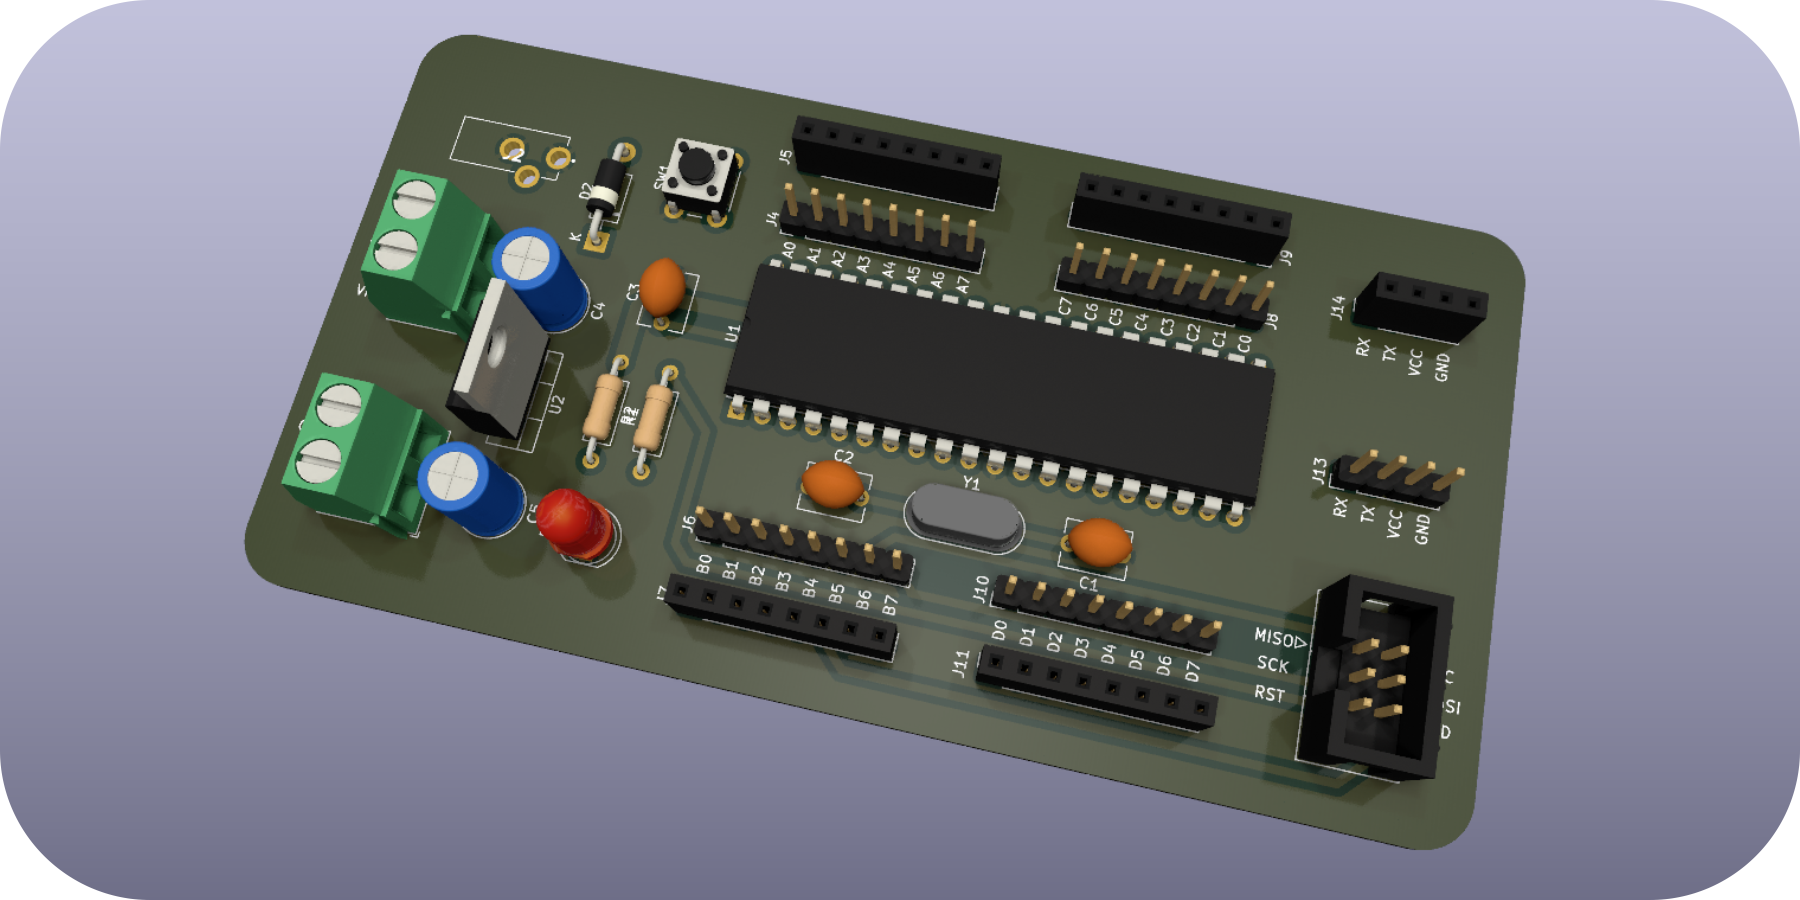 J2
D2
K
SW1
J5
J4
A0
A1
A2
A3
A4
A5
A6
A7
J9
J8
C7
C6
C5
C4
C3
C2
C1
C0
J14
RX
TX
VCC
GND
C4
C3
U1
U2
R1
C5
C2
Y1
C1
J13
RX
TX
VCC
GND
J6
B0
B1
B2
B3
B4
B5
B6
B7
J10
D0
D1
D2
D3
D4
D5
D6
D7
J11
MISO
SCK
RST